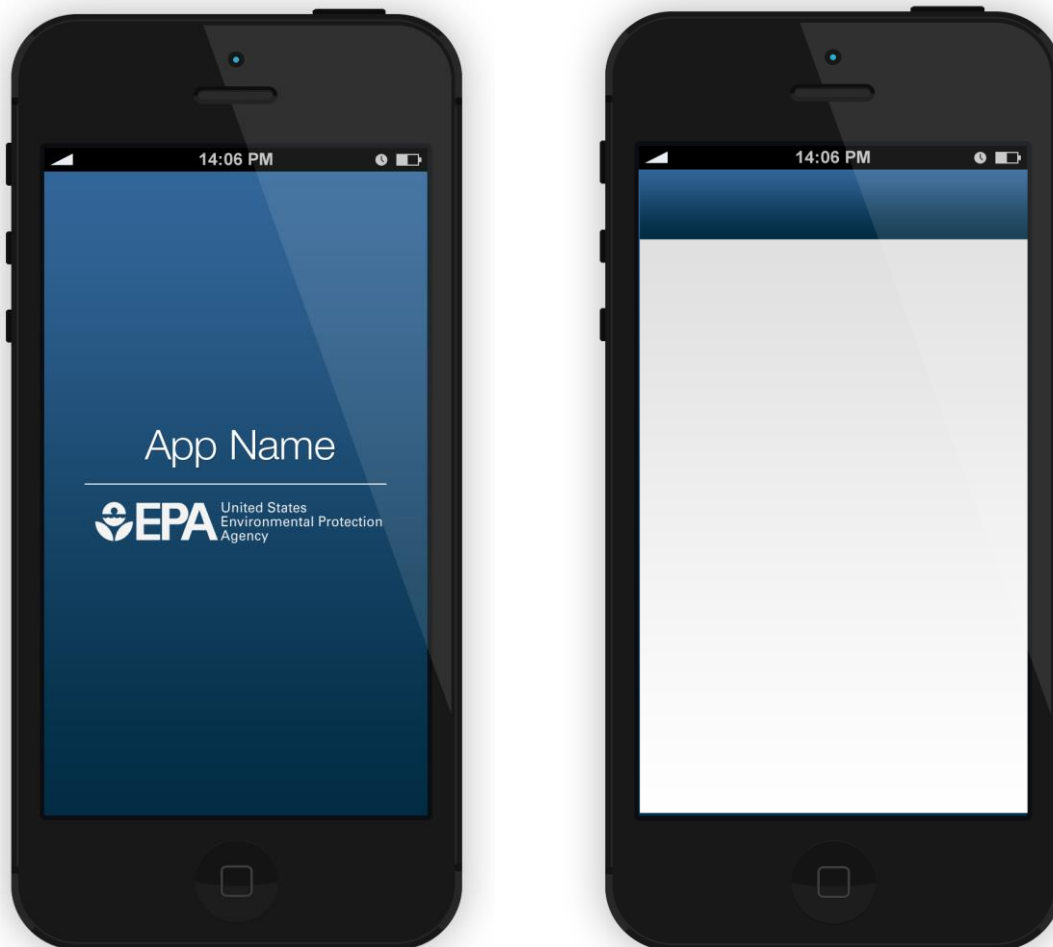 14:06 PM
App Name
EPA United States
Environmental Protection
Agency
14:06 PM